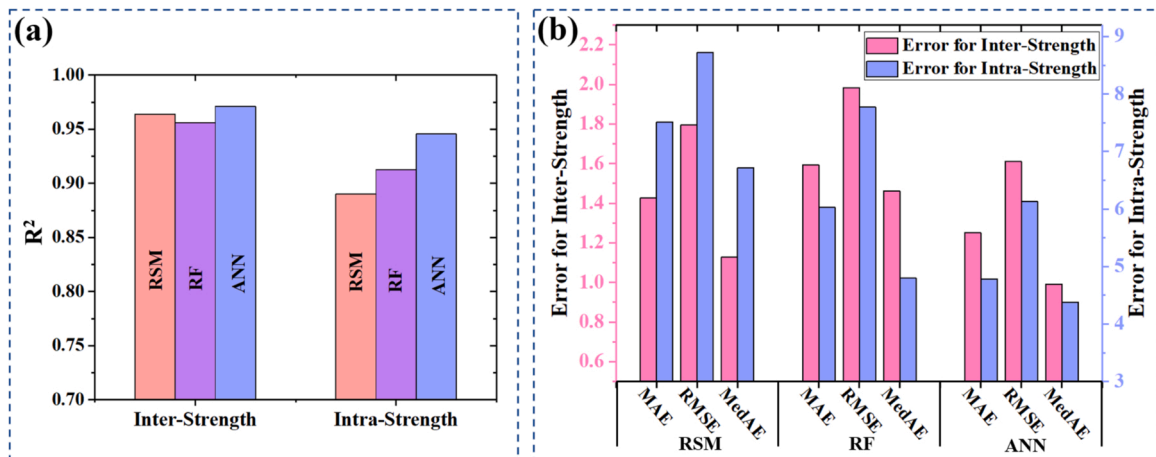 (a)
R²
1.00
0.95
0.90
0.85
0.80
0.75
0.70
RSM
RF
ANN
RSM
RF
ANN
Inter-Strength
Intra-Strength
(b)
Error for Inter-Strength
2.2
2.0
1.8
1.6
1.4
1.2
1.0
0.8
0.6
Error for Inter-Strength
Error for Intra-Strength
9
8
7
6
5
4
3
Error for Intra-Strength
MAE
RMSE
MedAE
MAE
RMSE
MedAE
MAE
RMSE
MedAE
RSM
RF
ANN